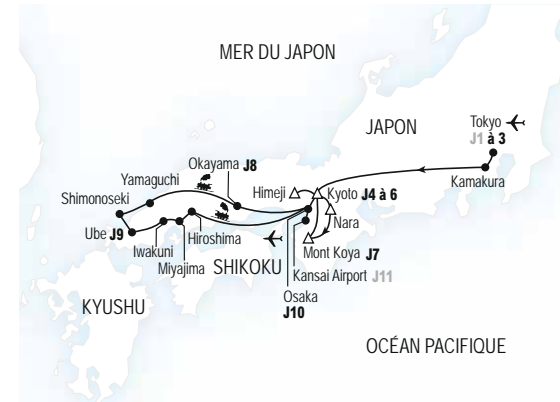 MER DU JAPON
JAPON
Tokyo
J1 à 3
Kamakura
Okayama J8
Yamaguchi
Himeji
Kyoto J4 à 6
Shimonoseki
Nara
Ube J9
Hiroshima
Iwakuni
Mont Koya J7
Miyajima
SHIKOKU
Kansai Airport J11
Osaka
J10
KYUSHU
OCÉAN PACIFIQUE